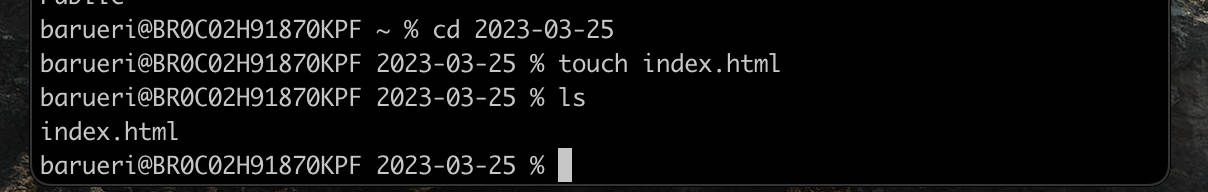 barueri@BR0C02H91870KPF ~ % cd 2023-03-25
barueri@BR0C02H91870KPF 2023-03-25 % touch index.html
barueri@BR0C02H91870KPF 2023-03-25 % ls
index.html
barueri@BR0C02H91870KPF 2023-03-25 %